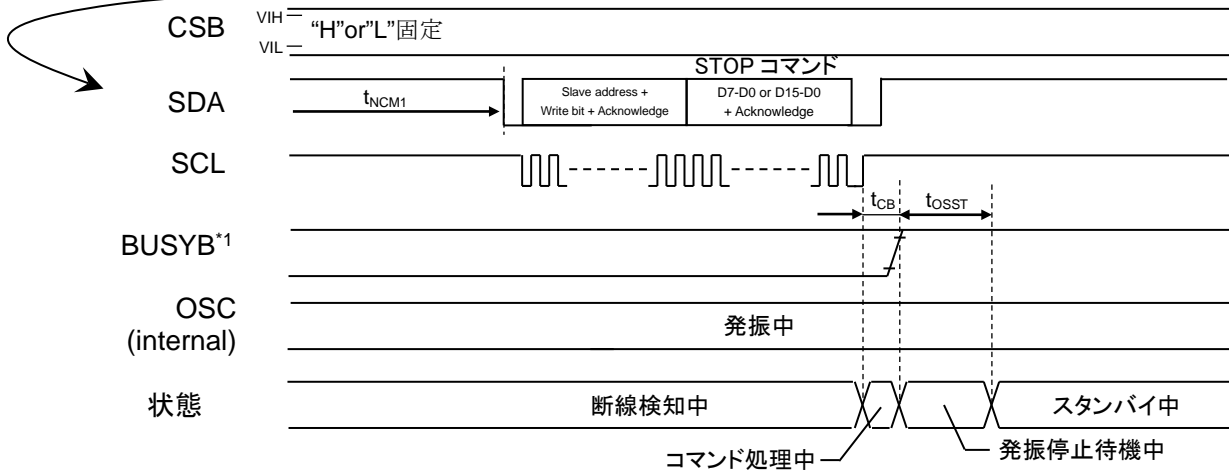 CSB
VIH
VIL
“H”or”L”固定
STOP コマンド
SDA
tNCM1
Slave address +
Write bit + Acknowledge
D7-D0 or D15-D0
+ Acknowledge
SCL
tCB
tOSST
BUSYB*1
OSC
(internal)
発振中
状態
断線検知中
スタンバイ中
コマンド処理中
発振停止待機中